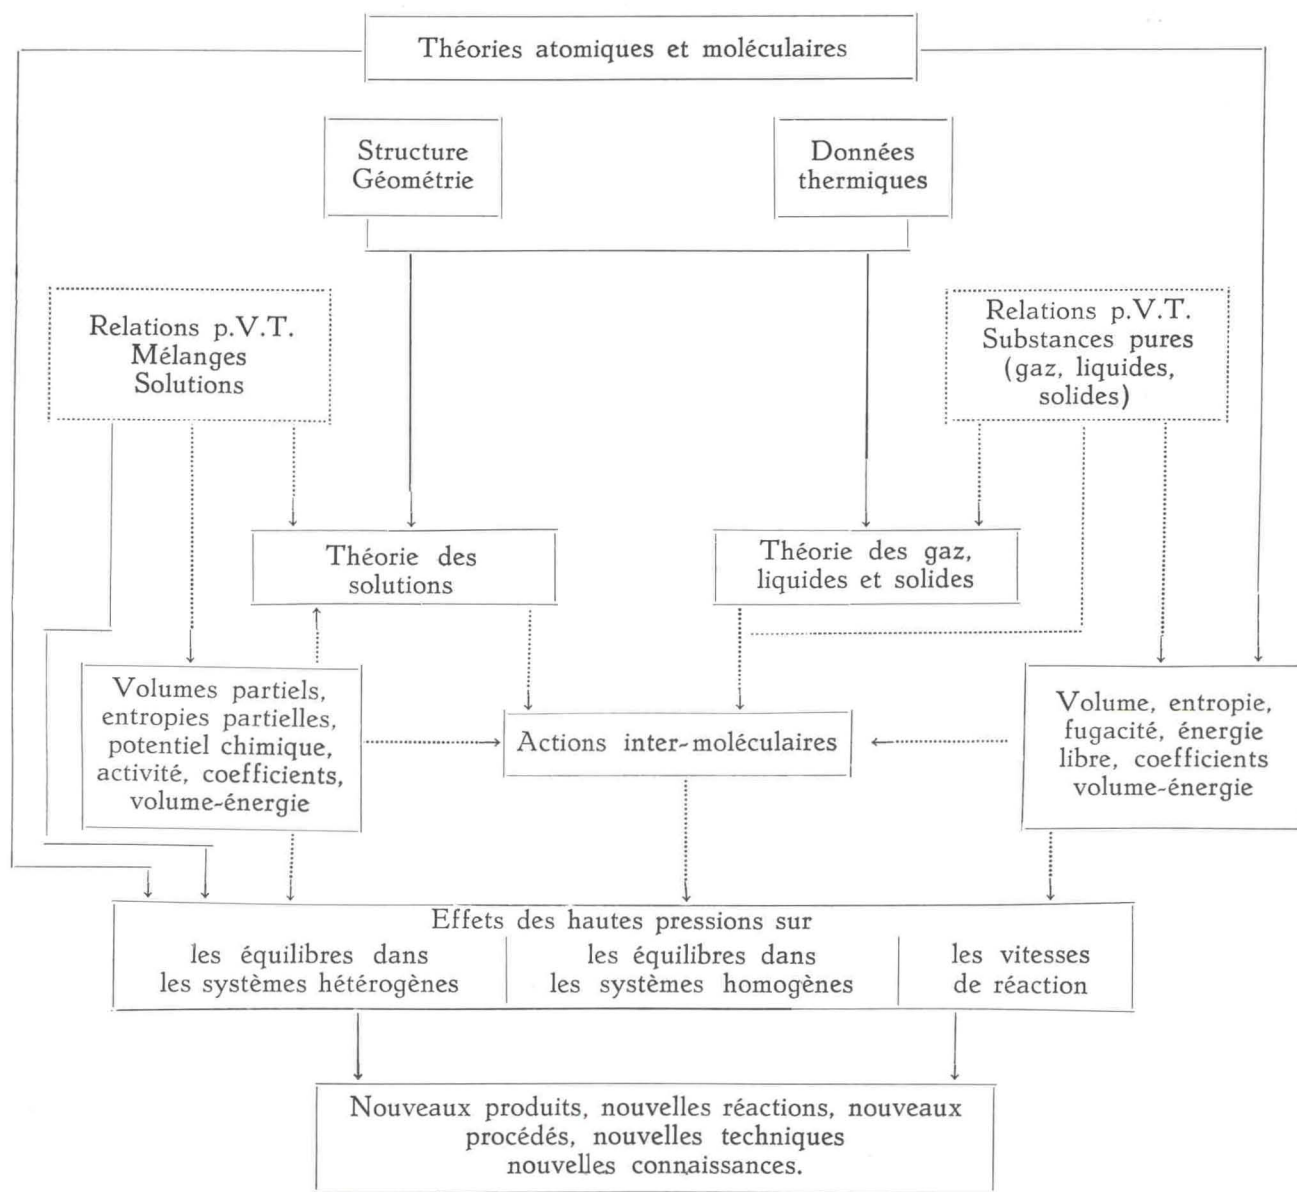 Théories atomiques et moléculaires
Structure
Géométrie
Données
thermiques
Relations p.V.T.
Mélanges
Solutions
Relations p.V.T.
Substances pures
(gaz, liquides,
solides)
Théorie des
solutions
Théorie des gaz,
liquides et solides
Volumes partiels,
entropies partielles,
potentiel chimique,
activité, coefficients,
volume-énergie
Actions inter-moléculaires
Volume, entropie,
fugacité, énergie
libre, coefficients
volume-énergie
Effets des hautes pressions sur
les équilibres dans
les systèmes hétérogènes
les équilibres dans
les systèmes homogènes
les vitesses
de réaction
Nouveaux produits, nouvelles réactions, nouveaux
procédés, nouvelles techniques
nouvelles connaissances.